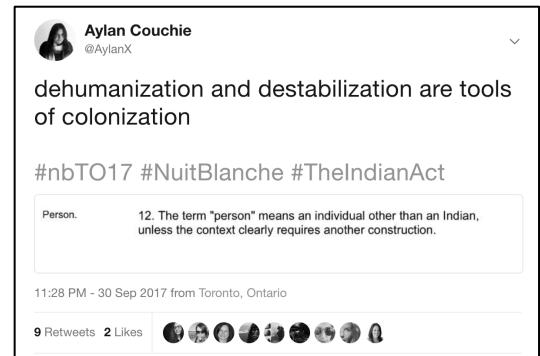 Aylan Couchie
@AylanX
dehumanization and destabilization are tools
of colonization
#nbTO17 #NuitBlanche #TheIndianAct
Person. 12. The term "person" means an individual other than an Indian,
unless the context clearly requires another construction.
11:28 PM - 30 Sep 2017 from Toronto, Ontario
9 Retweets 2 Likes